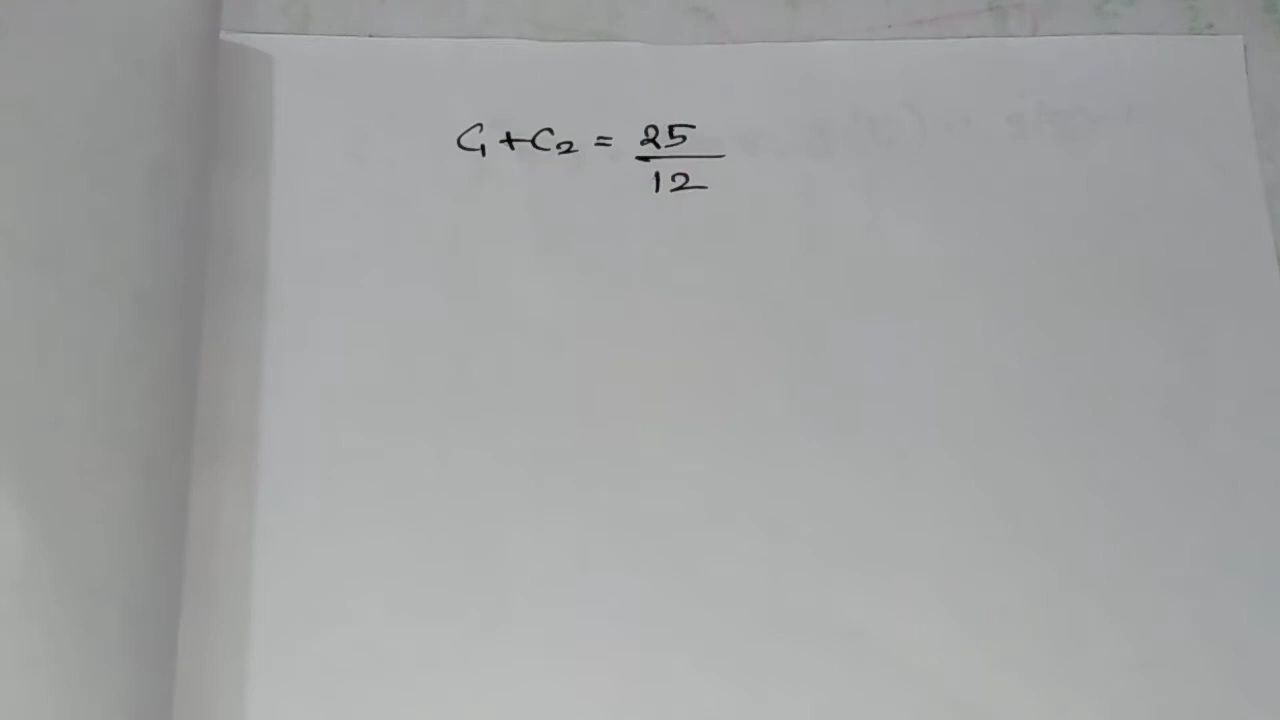 C₁ + C₂ = 25/12